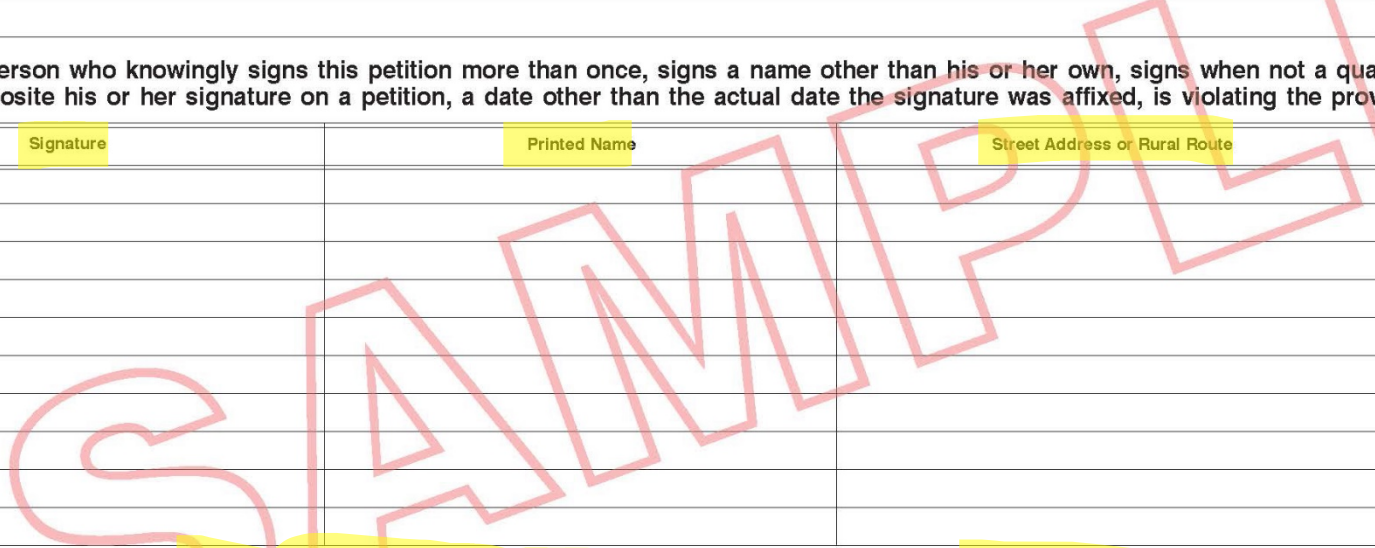 erson who knowingly signs this petition more than once, signs a name other than his or her own, signs when not a qua
osite his or her signature on a petition, a date other than the actual date the signature was affixed, is violating the prov
Signature Printed Name Street Address or Rural Route
SAMPL